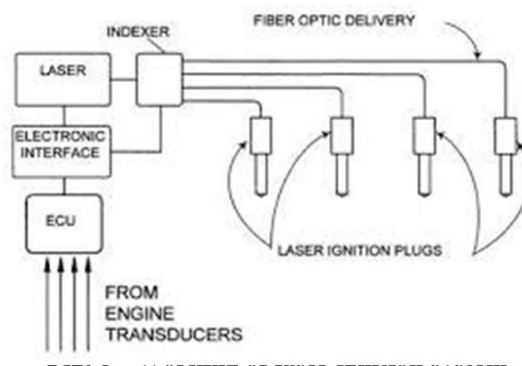 FIBER OPTIC DELIVERY
INDEXER
LASER
ELECTRONIC
INTERFACE
ECU
LASER IGNITION PLUGS
FROM
ENGINE
TRANSDUCERS